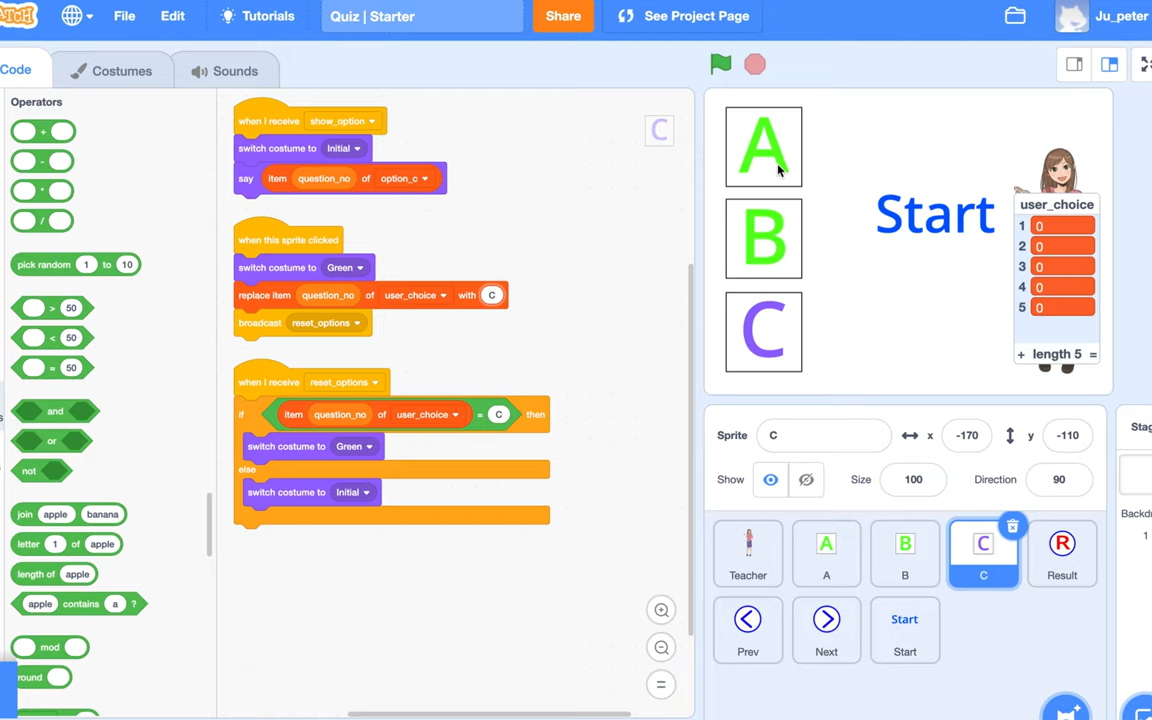 File Edit Tutorials Quiz | Starter Share See Project Page Ju_peter
Code Costumes Sounds
Operators
+
-
*
/
pick random 1 to 10
> 50
< 50
= 50
and
or
not
join apple banana
letter 1 of apple
length of apple
apple contains a ?
mod
round
when I receive show_option
switch costume to Initial
say item question_no of option_c
when this sprite clicked
switch costume to Green
replace item question_no of user_choice with C
broadcast reset_options
when I receive reset_options
if item question_no of user_choice = C then
switch costume to Green
else
switch costume to Initial
C
=
A
B
C
Start
user_choice
1 0
2 0
3 0
4 0
5 0
+ length 5 =
Sprite C x -170 y -110
Show Size 100 Direction 90
A B C R
Teacher A B C Result
Start
Prev Next Start
Stag
Backdro
1